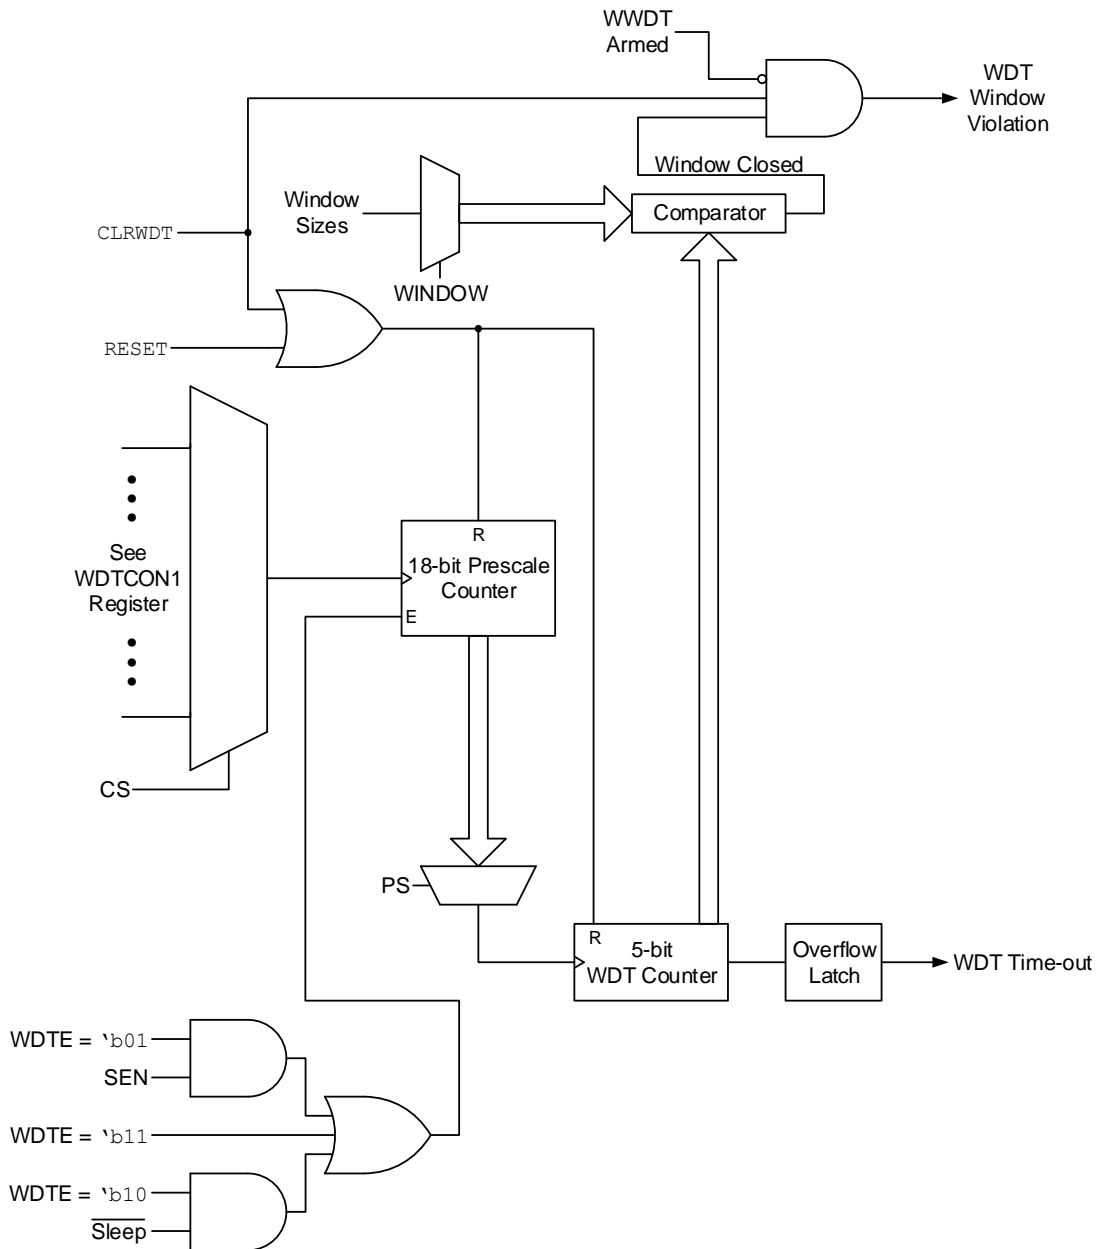 WWDT
Armed
WDT
Window
Violation
Window Closed
Window
Sizes
Comparator
CLRWDT
WINDOW
RESET
R
See
WDTCON1
Register
18-bit Prescale
Counter
E
CS
PS
R
5-bit
WDT Counter
Overflow
Latch
WDT Time-out
WDTE = ‘b01
SEN
WDTE = ‘b11
WDTE = ‘b10
Sleep